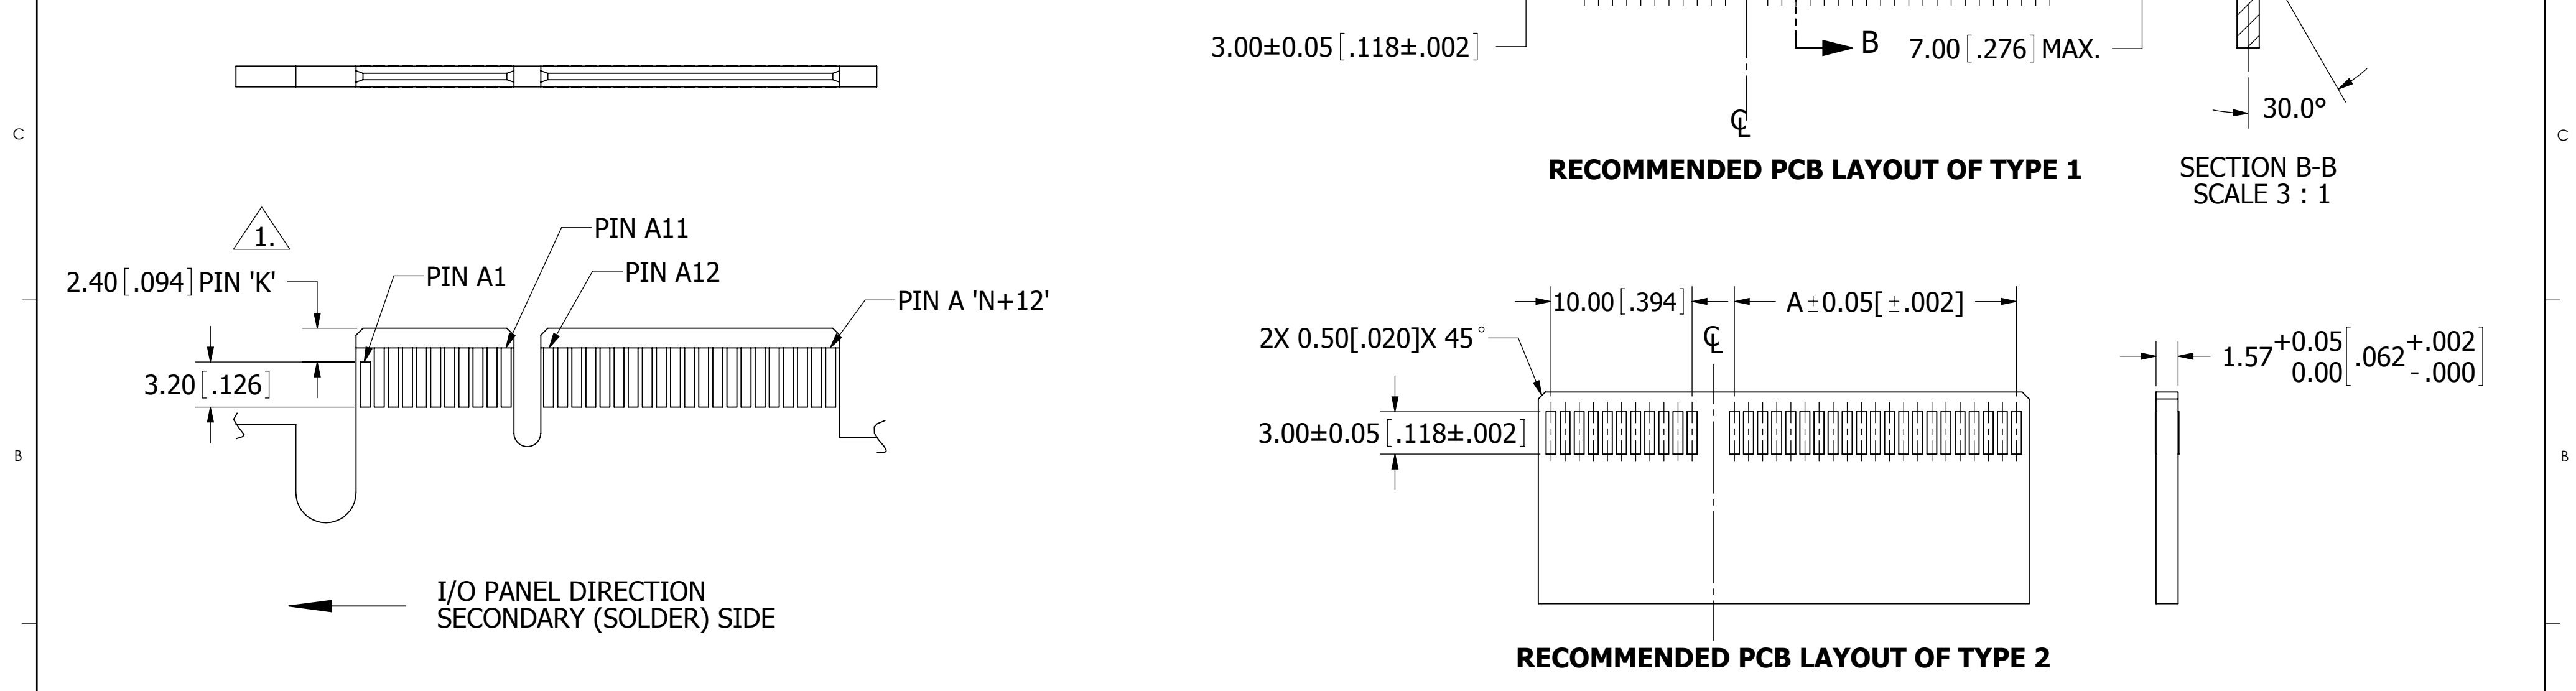 3.00±0.05[.118±.002]
B
7.00[.276] MAX.
30.0°
℄
C
C
RECOMMENDED PCB LAYOUT OF TYPE 1
SECTION B-B
SCALE 3 : 1
1.
PIN A11
2.40[.094] PIN 'K'
PIN A1
PIN A12
PIN A 'N+12'
3.20[.126]
10.00[.394]
A±0.05[±.002]
2X 0.50[.020]X 45°
℄
1.57+0.05 0.00[.062+.002 -.000]
3.00±0.05[.118±.002]
B
B
I/O PANEL DIRECTION
SECONDARY (SOLDER) SIDE
RECOMMENDED PCB LAYOUT OF TYPE 2